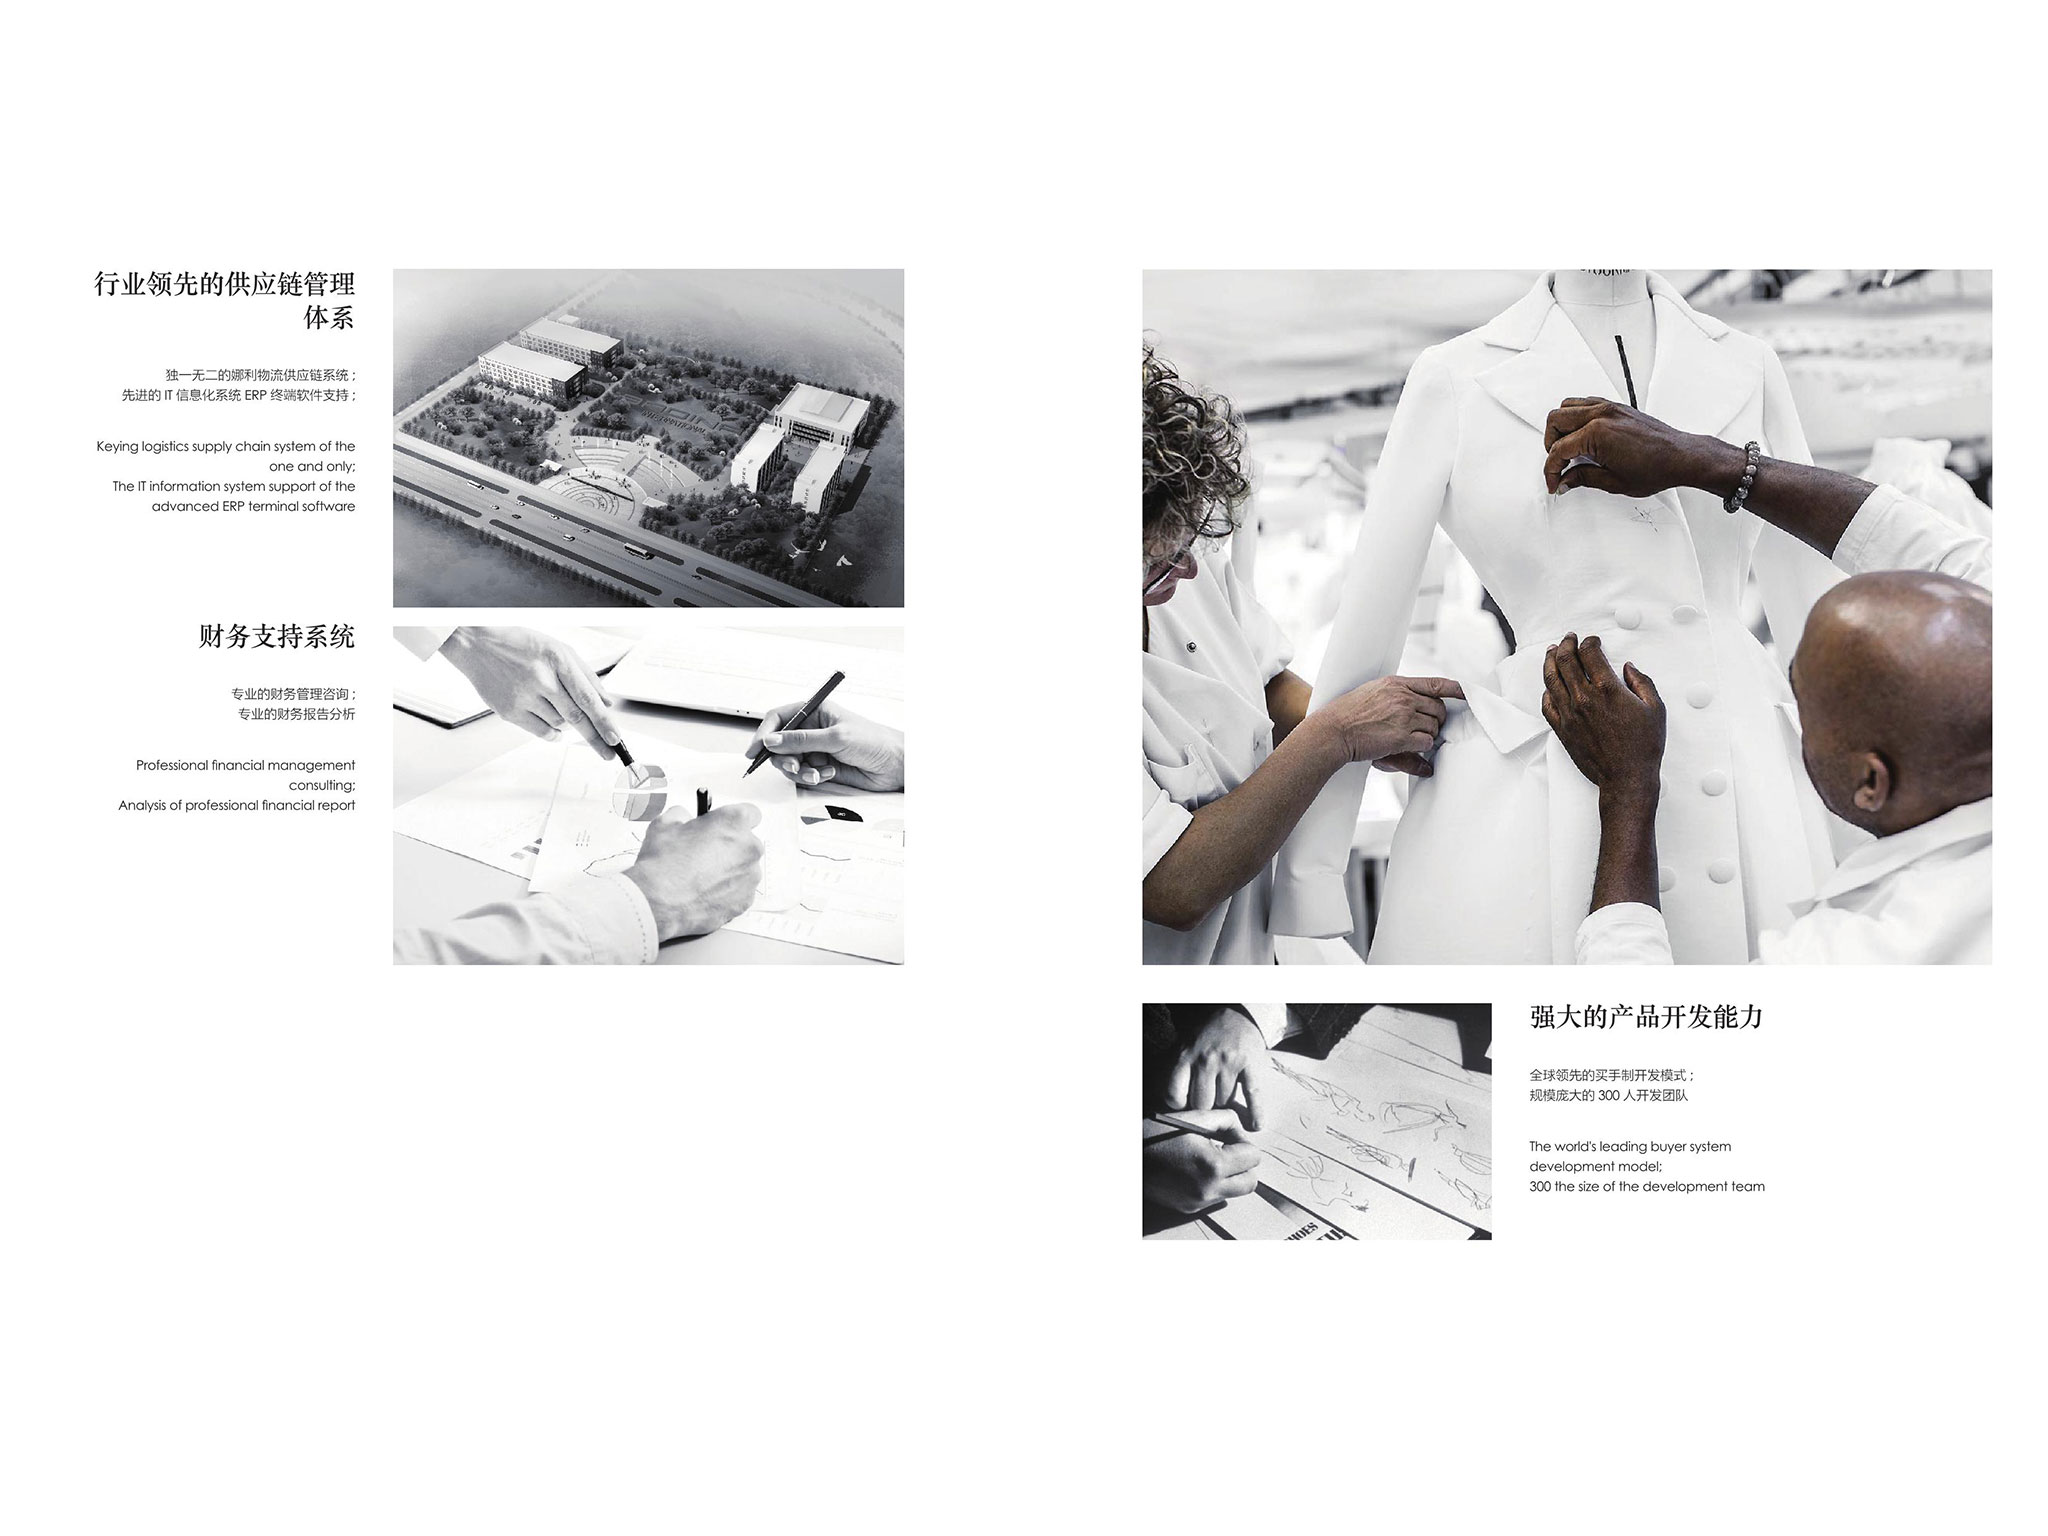 行业领先的供应链管理
体系
独一无二的娜利物流供应链系统；
先进的 IT 信息化系统 ERP 终端软件支持；
Keying logistics supply chain system of the
one and only;
The IT information system support of the
advanced ERP terminal software
INTERNATIONAL
财务支持系统
专业的财务管理咨询；
专业的财务报告分析
Professional financial management
consulting;
Analysis of professional financial report
强大的产品开发能力
全球领先的买手制开发模式；
规模庞大的 300 人开发团队
The world's leading buyer system
development model;
300 the size of the development team